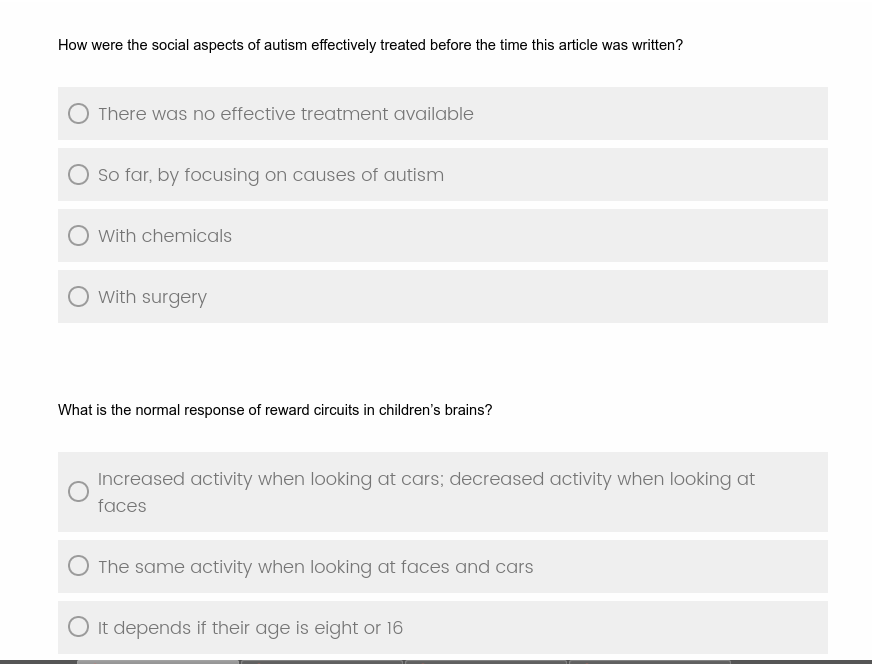 How were the social aspects of autism effectively treated before the time this article was written?
There was no effective treatment available
So far, by focusing on causes of autism
With chemicals
With surgery
What is the normal response of reward circuits in children’s brains?
Increased activity when looking at cars; decreased activity when looking at
faces
The same activity when looking at faces and cars
It depends if their age is eight or 16